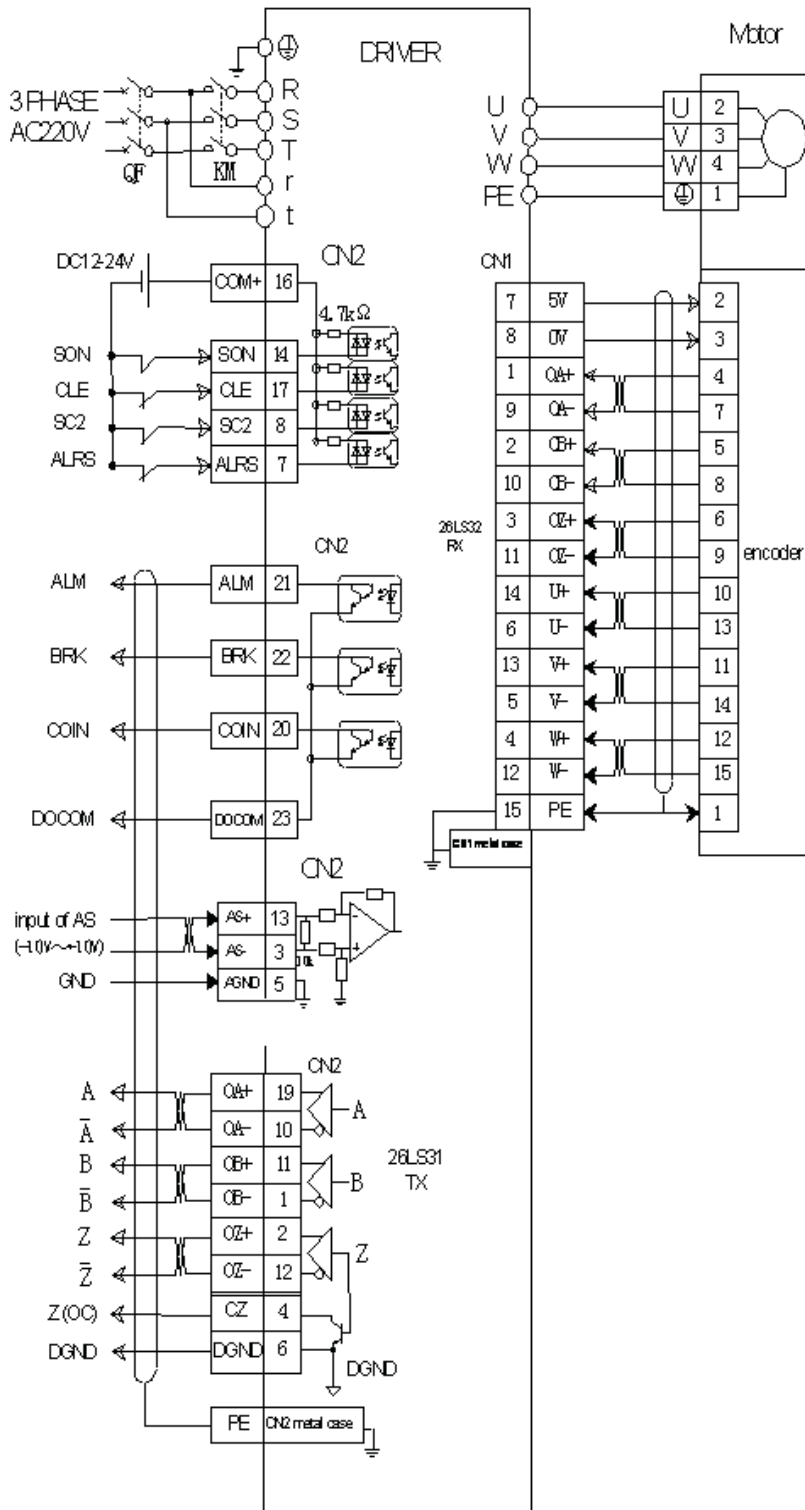 DRIVER
Motor
3 PHASE
AC220V
QF
KM
R
S
T
r
t
U
V
W
PE
U 2
V 3
W 4
1
DC12-24V
CN2
COM+ 16
4.7kΩ
SON SON 14
CLE CLE 17
SC2 SC2 8
ALRS ALRS 7
CN1
7 5V 2
8 0V 3
1 OA+ 4
9 OA- 7
2 OB+ 5
10 OB- 8
3 OZ+ 6
11 OZ- 9
14 U+ 10
6 U- 13
13 V+ 11
5 V- 14
4 W+ 12
12 W- 15
15 PE 1
26LS32
RX
encoder
CN1 metal case
CN2
ALM ALM 21
BRK BRK 22
COIN COIN 20
DOCOM DOCOM 23
CN2
input of AS AS+ 13
(-10V～+10V) AS- 3
GND AGND 5
CN2
A OA+ 19 A
A̅ OA- 10
B OB+ 11 B
B̅ OB- 1
Z OZ+ 2 Z
Z̅ OZ- 12
Z(OC) CZ 4
DGND DGND 6
DGND
26LS31
TX
PE CN2 metal case